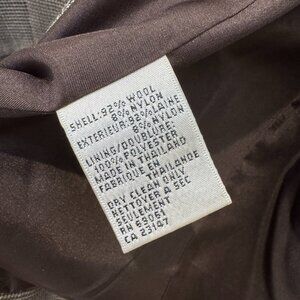 SHELL:92% WOOL
8% NYLON
EXTERIEUR:92% LAINE
8% NYLON
LINING/DOUBLURE:
100% POLYESTER
MADE IN THAILAND
FABRIQUE EN
THAILANDE
DRY CLEAN ONLY
NETTOYER A SEC
SEULEMENT
RN 63061
CA 23147